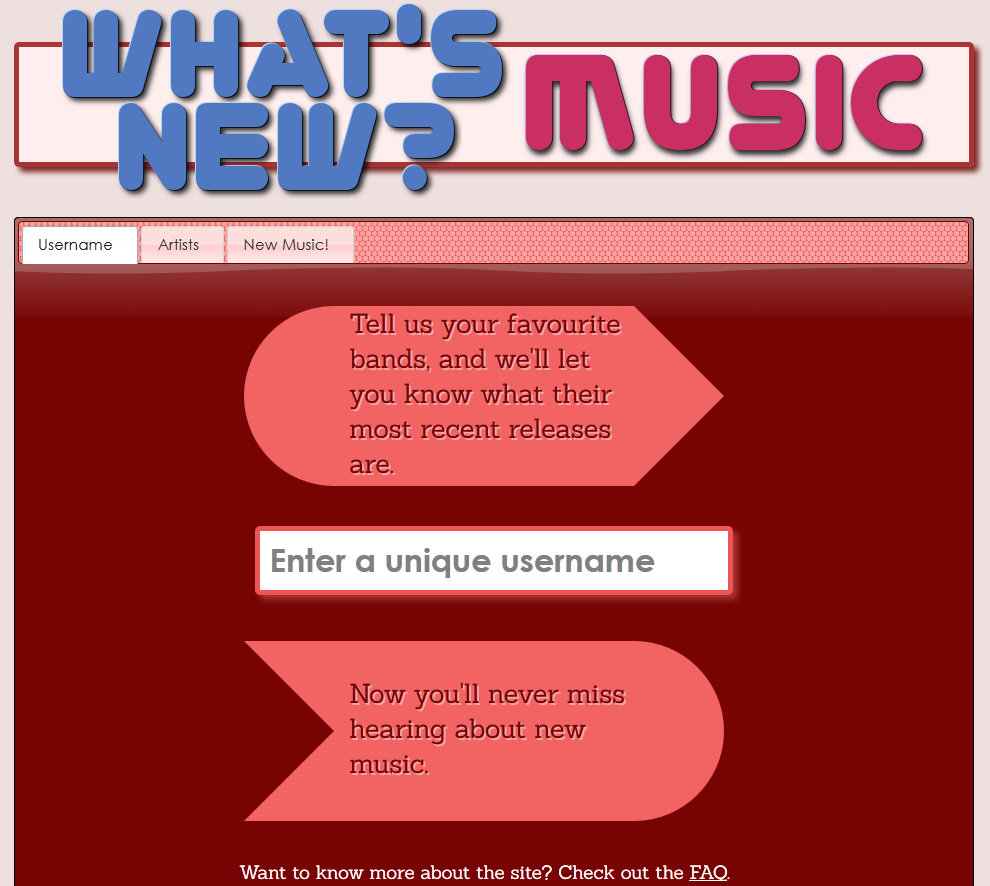 WHAT'S
NEW?
MUSIC
Username
Artists
New Music!
Tell us your favourite
bands, and we'll let
you know what their
most recent releases
are.
Enter a unique username
Now you'll never miss
hearing about new
music.
Want to know more about the site? Check out the FAQ.